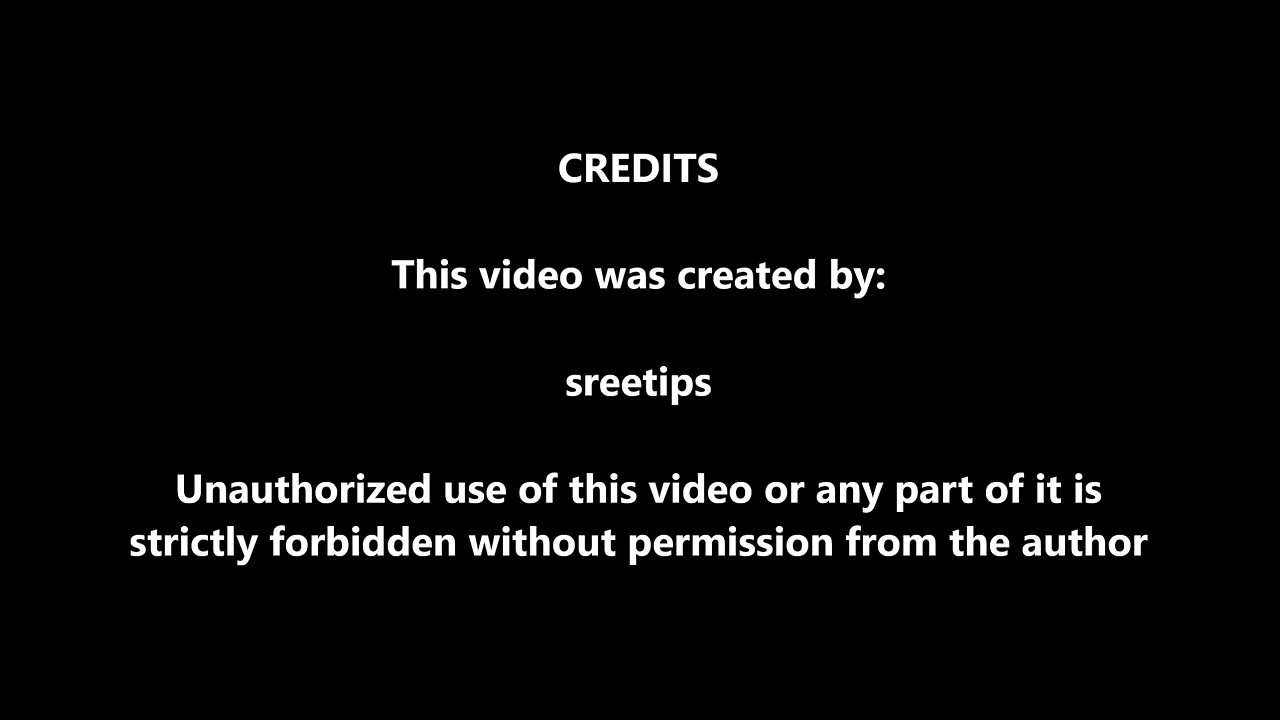 CREDITS
This video was created by:
sreetips
Unauthorized use of this video or any part of it is
strictly forbidden without permission from the author